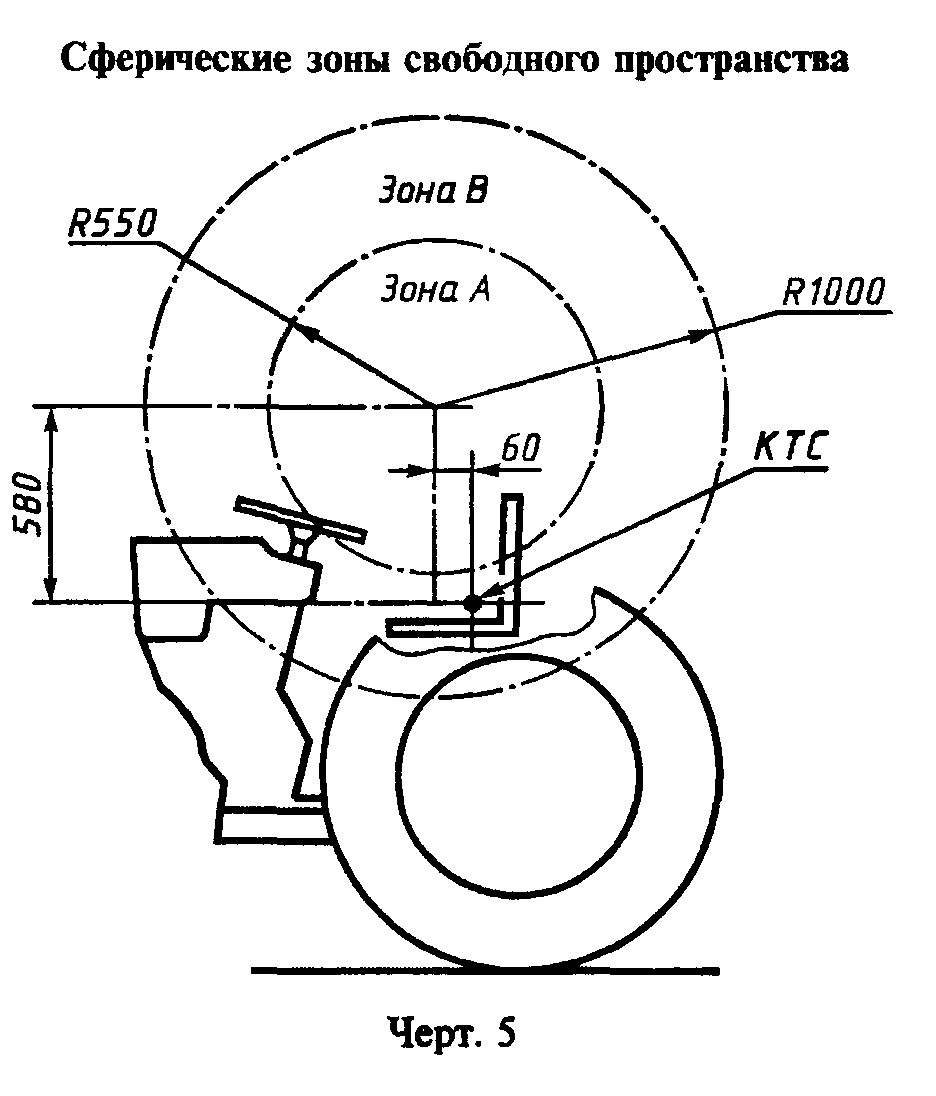 Сферические зоны свободного пространства
Зона В
R550
Зона А
R1000
60
КТС
580
Черт. 5